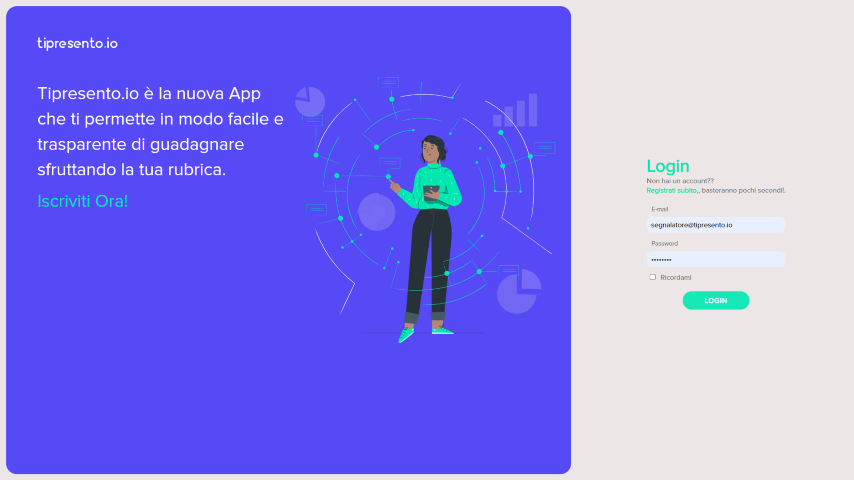 tipresento.io
Tipresento.io è la nuova App
che ti permette in modo facile e
trasparente di guadagnare
sfruttando la tua rubrica.
Iscriviti Ora!
Login
Non hai un account??
Registrati subito,, basteranno pochi secondi!.
E-mail
segnalatore@tipresento.io
Password
••••••••
Ricordami
LOGIN